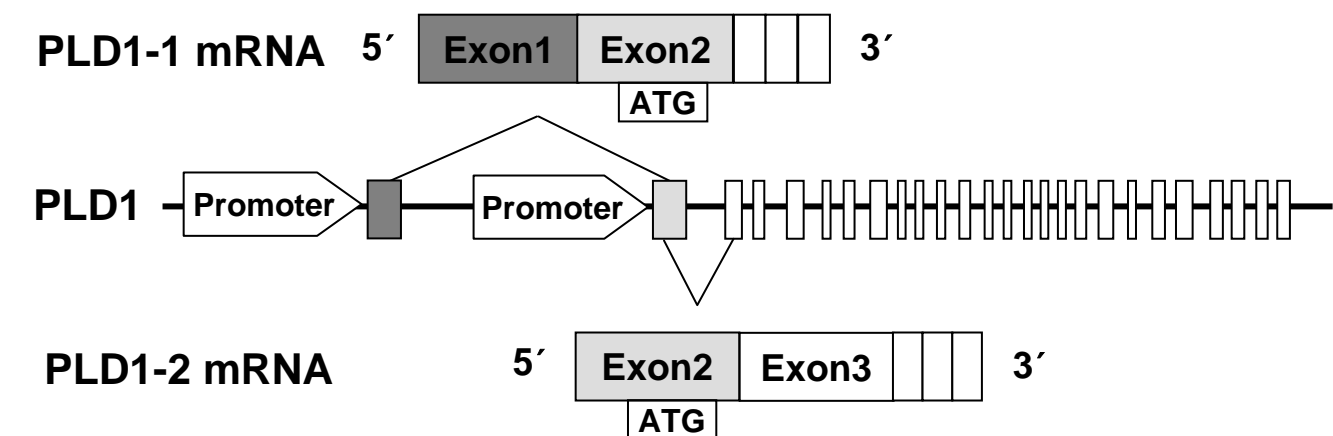 PLD1-1 mRNA 5´ Exon1 Exon2 3´
ATG
PLD1 Promoter Promoter
PLD1-2 mRNA 5´ Exon2 Exon3 3´
ATG